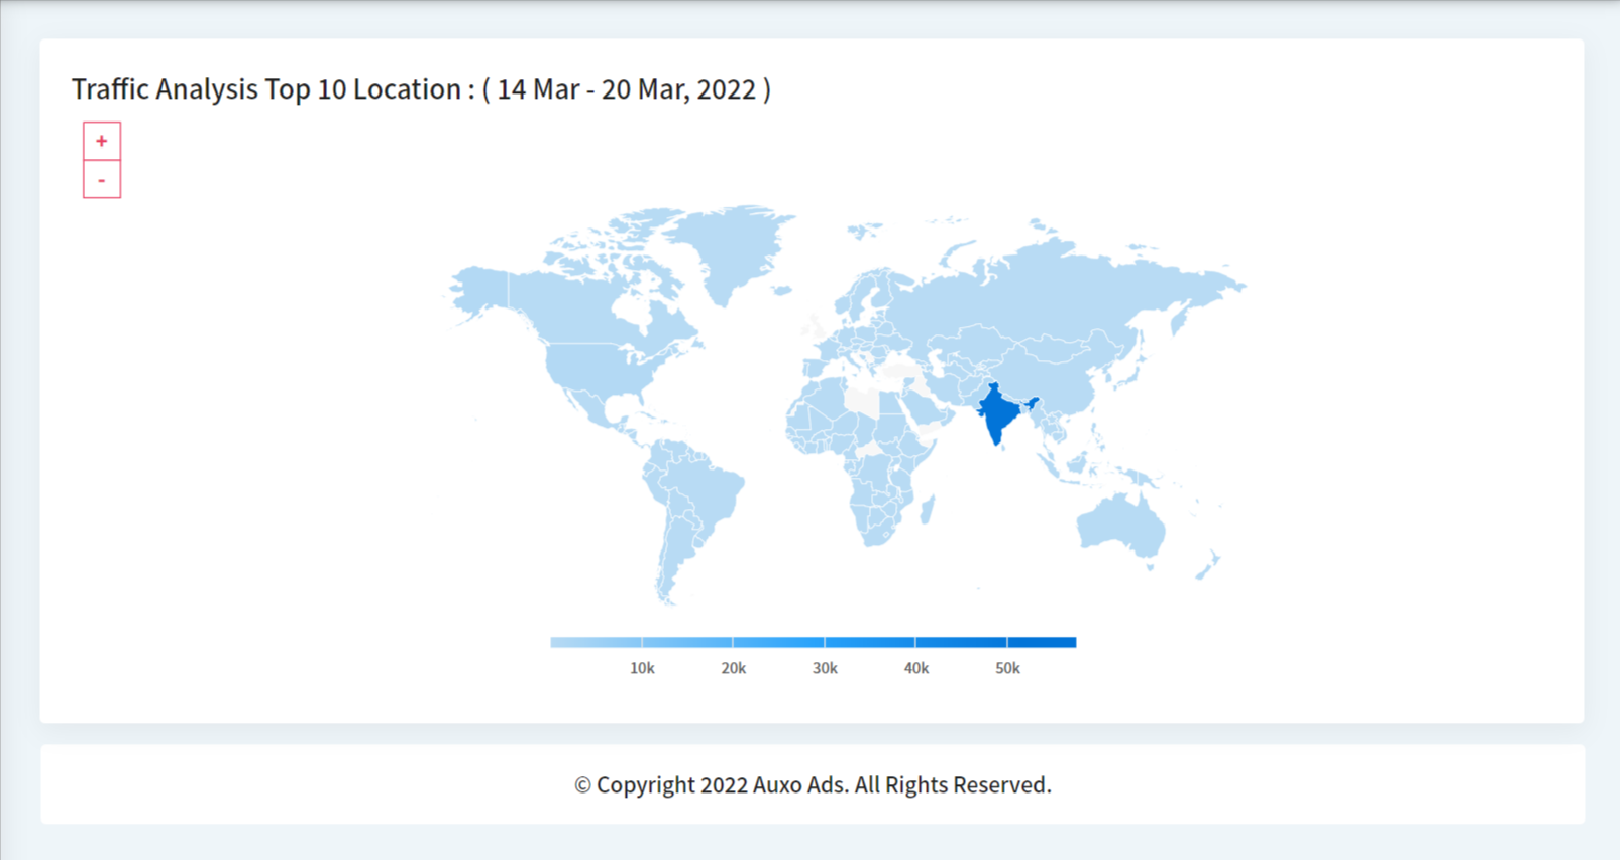 Traffic Analysis Top 10 Location : ( 14 Mar - 20 Mar, 2022 )
+
-
10k 20k 30k 40k 50k
© Copyright 2022 Auxo Ads. All Rights Reserved.